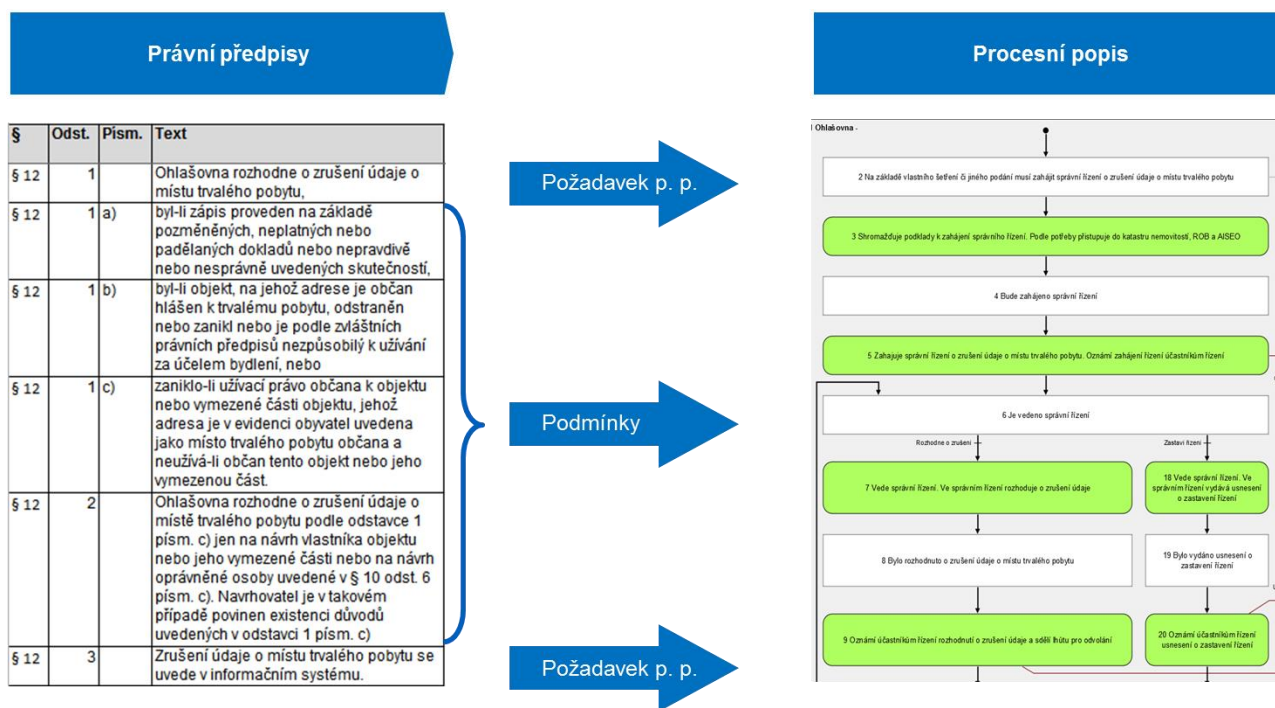 Právní předpisy
§ Odst. Písm. Text
§ 12 1 Ohlašovna rozhodne o zrušení údaje o
místu trvalého pobytu,
§ 12 1 a) byl-li zápis proveden na základě
pozměněných, neplatných nebo
padělaných dokladů nebo nepravdivě
nebo nesprávně uvedených skutečností,
§ 12 1 b) byl-li objekt, na jehož adrese je občan
hlášen k trvalému pobytu, odstraněn
nebo zanikl nebo je podle zvláštních
právních předpisů nezpůsobilý k užívání
za účelem bydlení, nebo
§ 12 1 c) zaniklo-li užívací právo občana k objektu
nebo vymezené části objektu, jehož
adresa je v evidenci obyvatel uvedena
jako místo trvalého pobytu občana a
neužívá-li občan tento objekt nebo jeho
vymezenou část.
§ 12 2 Ohlašovna rozhodne o zrušení údaje o
místě trvalého pobytu podle odstavce 1
písm. c) jen na návrh vlastníka objektu
nebo jeho vymezené části nebo na návrh
oprávněné osoby uvedené v § 10 odst. 6
písm. c). Navrhovatel je v takovém
případě povinen existenci důvodů
uvedených v odstavci 1 písm. c)
§ 12 3 Zrušení údaje o místu trvalého pobytu se
uvede v informačním systému.
Požadavek p. p.
Podmínky
Požadavek p. p.
Procesní popis
Ohlašovna -
2 Na základě vlastního šetření či jiného podání musí zahájit správní řízení o zrušení údaje o místu trvalého pobytu
3 Shromažďuje podklady k zahájení správního řízení. Podle potřeby přistupuje do katastru nemovitostí, ROB a AISEO
4 Bude zahájeno správní řízení
5 Zahajuje správní řízení o zrušení údaje o místu trvalého pobytu. Oznámí zahájení řízení účastníkům řízení
6 Je vedeno správní řízení
Rozhodne o zrušení
Zastaví řízení
7 Vede správní řízení. Ve správním řízení rozhoduje o zrušení údaje
18 Vede správní řízení. Ve
správním řízení vydává usnesení
o zastavení řízení
8 Bylo rozhodnuto o zrušení údaje o místu trvalého pobytu
19 Bylo vydáno usnesení o
zastavení řízení
9 Oznámí účastníkům řízení rozhodnutí o zrušení údaje a sdělí lhůtu pro odvolání
20 Oznámí účastníkům řízení
usnesení o zastavení řízení